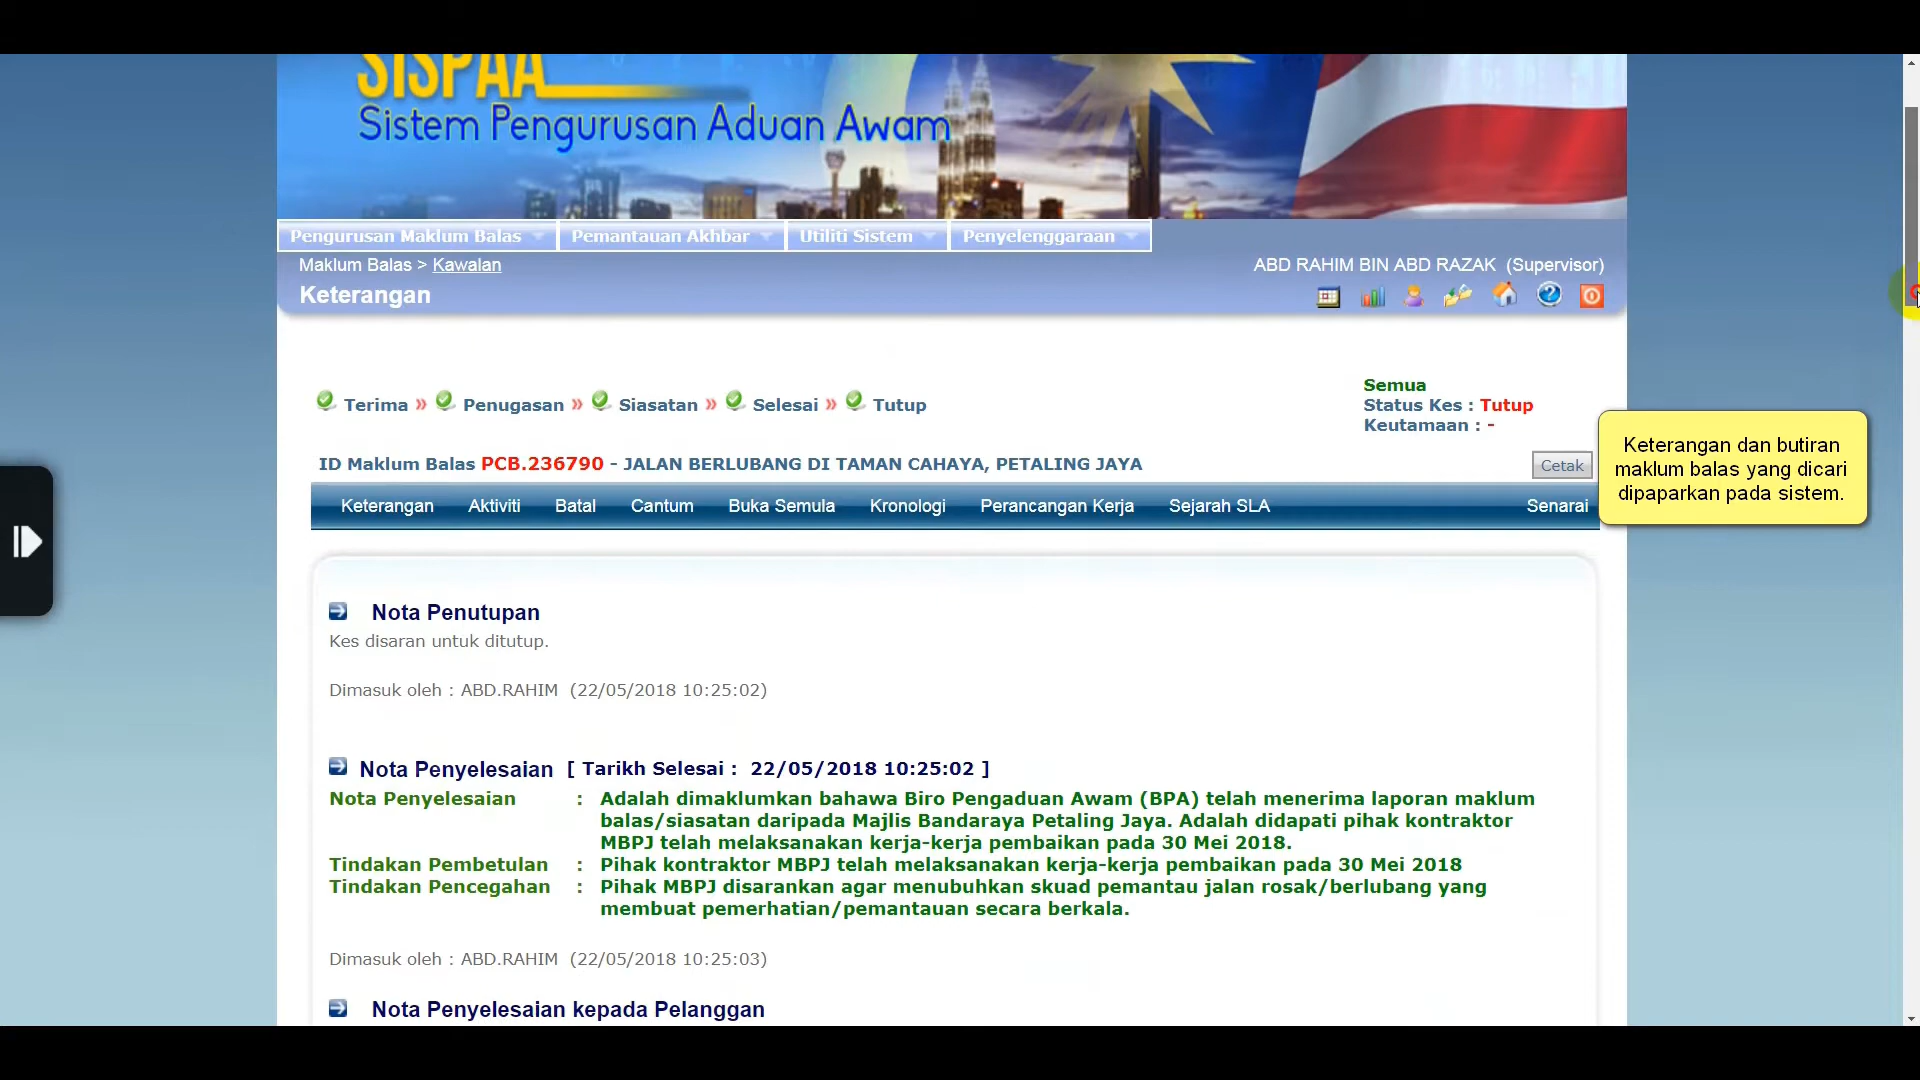 SISPAA
Sistem Pengurusan Aduan Awam
Pengurusan Maklum Balas
Pemantauan Akhbar
Utiliti Sistem
Penyelenggaraan
Maklum Balas > Kawalan
ABD RAHIM BIN ABD RAZAK (Supervisor)
Keterangan
Terima » Penugasan » Siasatan » Selesai » Tutup
Semua
Status Kes : Tutup
Keutamaan : -
ID Maklum Balas PCB.236790 - JALAN BERLUBANG DI TAMAN CAHAYA, PETALING JAYA
Cetak
Keterangan dan butiran
maklum balas yang dicari
dipaparkan pada sistem.
Keterangan Aktiviti Batal Cantum Buka Semula Kronologi Perancangan Kerja Sejarah SLA Senarai
Nota Penutupan
Kes disaran untuk ditutup.
Dimasuk oleh : ABD.RAHIM (22/05/2018 10:25:02)
Nota Penyelesaian [ Tarikh Selesai : 22/05/2018 10:25:02 ]
Nota Penyelesaian : Adalah dimaklumkan bahawa Biro Pengaduan Awam (BPA) telah menerima laporan maklum
balas/siasatan daripada Majlis Bandaraya Petaling Jaya. Adalah didapati pihak kontraktor
MBPJ telah melaksanakan kerja-kerja pembaikan pada 30 Mei 2018.
Tindakan Pembetulan : Pihak kontraktor MBPJ telah melaksanakan kerja-kerja pembaikan pada 30 Mei 2018
Tindakan Pencegahan : Pihak MBPJ disarankan agar menubuhkan skuad pemantau jalan rosak/berlubang yang
membuat pemerhatian/pemantauan secara berkala.
Dimasuk oleh : ABD.RAHIM (22/05/2018 10:25:03)
Nota Penyelesaian kepada Pelanggan